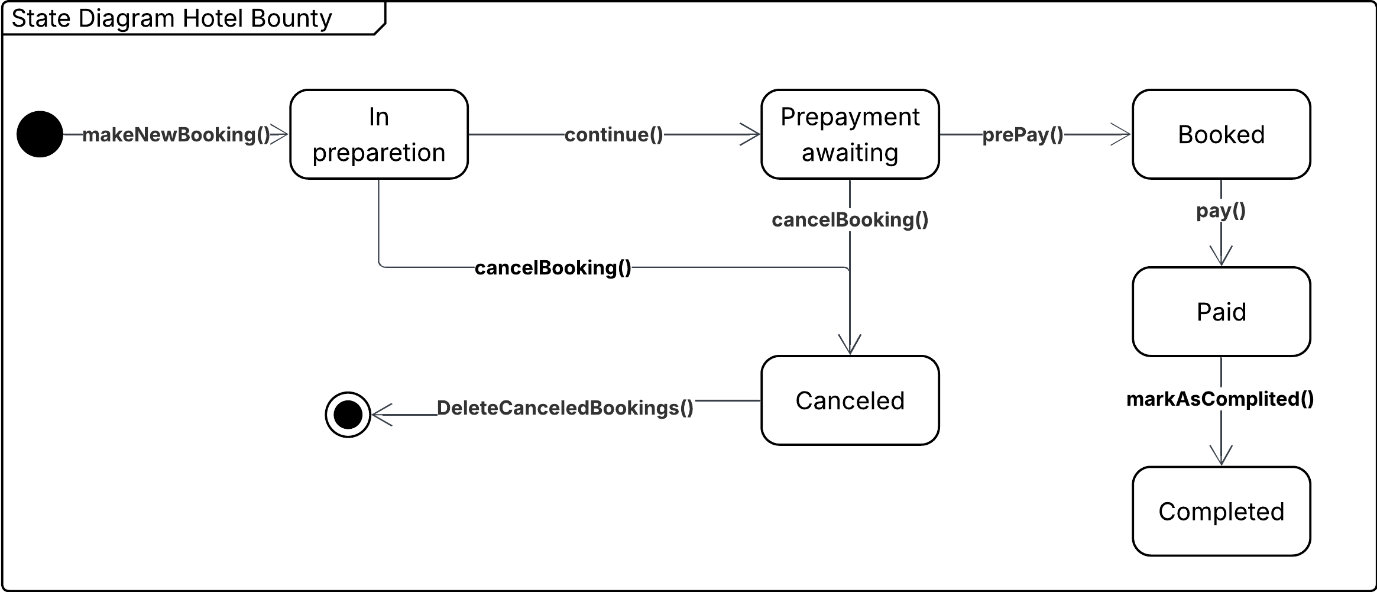 State Diagram Hotel Bounty
makeNewBooking()
In
preparetion
continue()
Prepayment
awaiting
prePay()
Booked
cancelBooking()
pay()
cancelBooking()
Paid
Canceled
DeleteCanceledBookings()
markAsComplited()
Completed